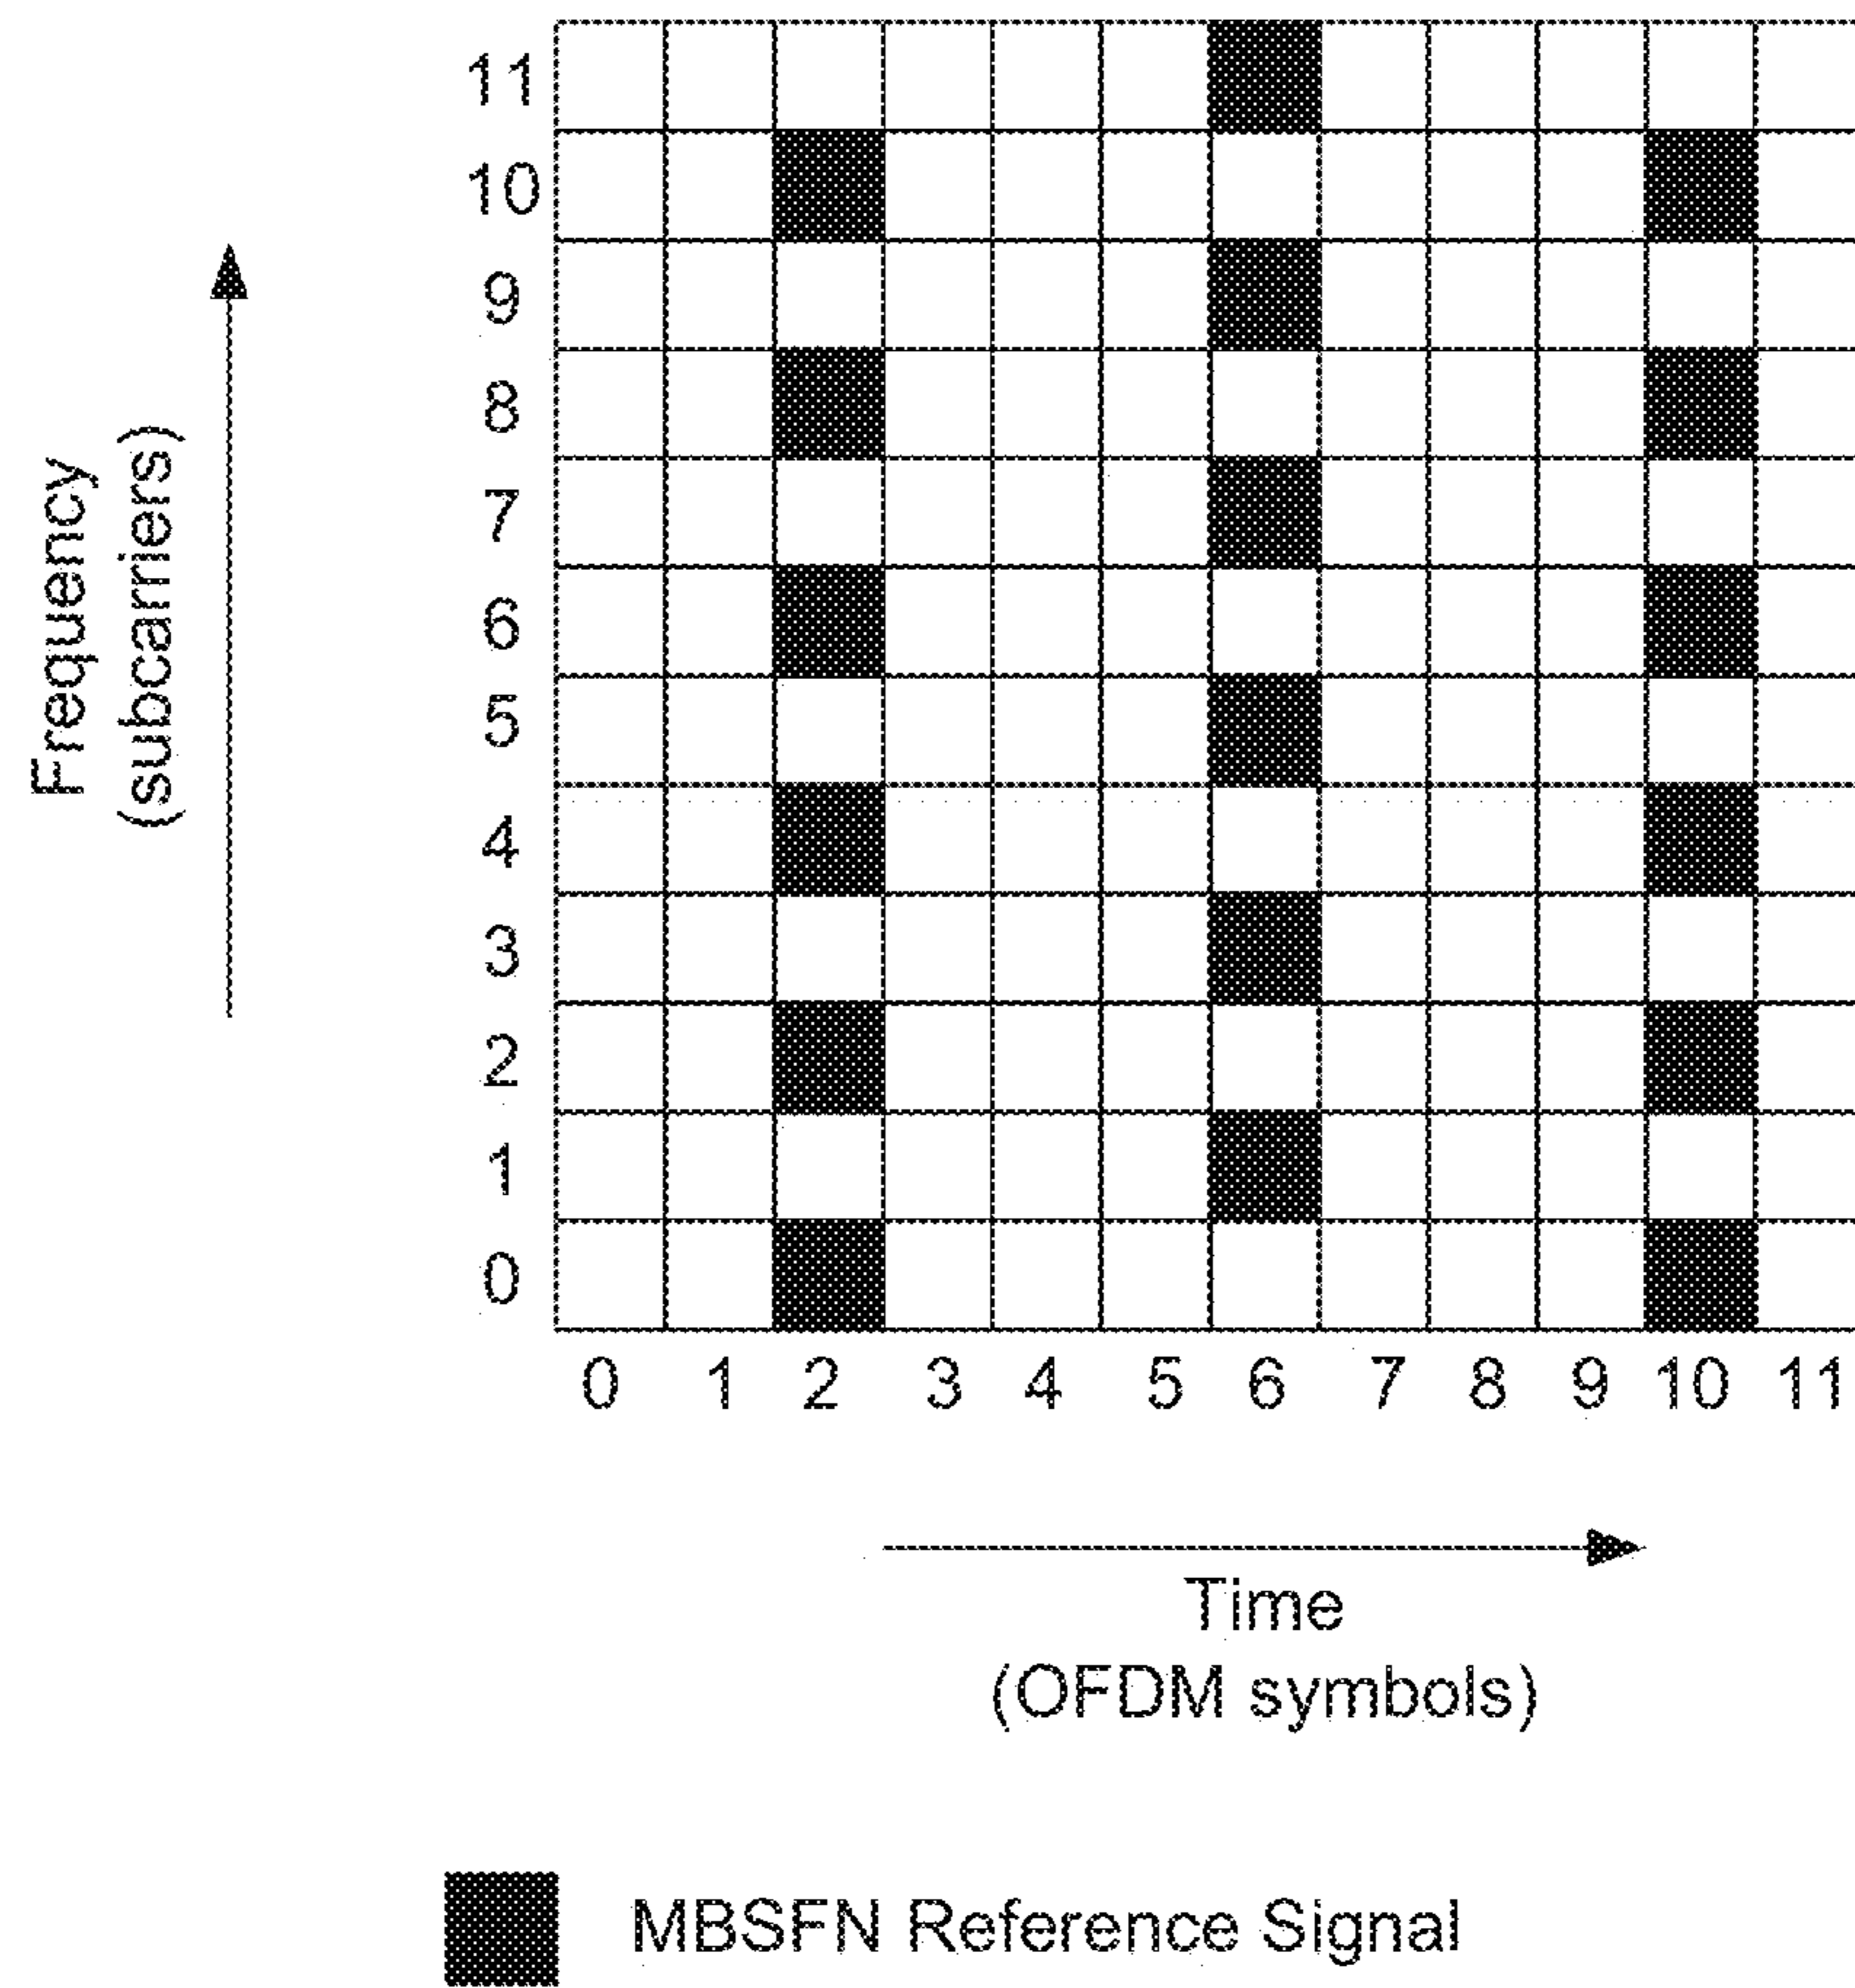 11
10
9
8
7
6
5
4
3
2
1
0
Frequency
(subcarriers)
0 1 2 3 4 5 6 7 8 9 10 11
Time
(OFDM symbols)
MBSFN Reference Signal